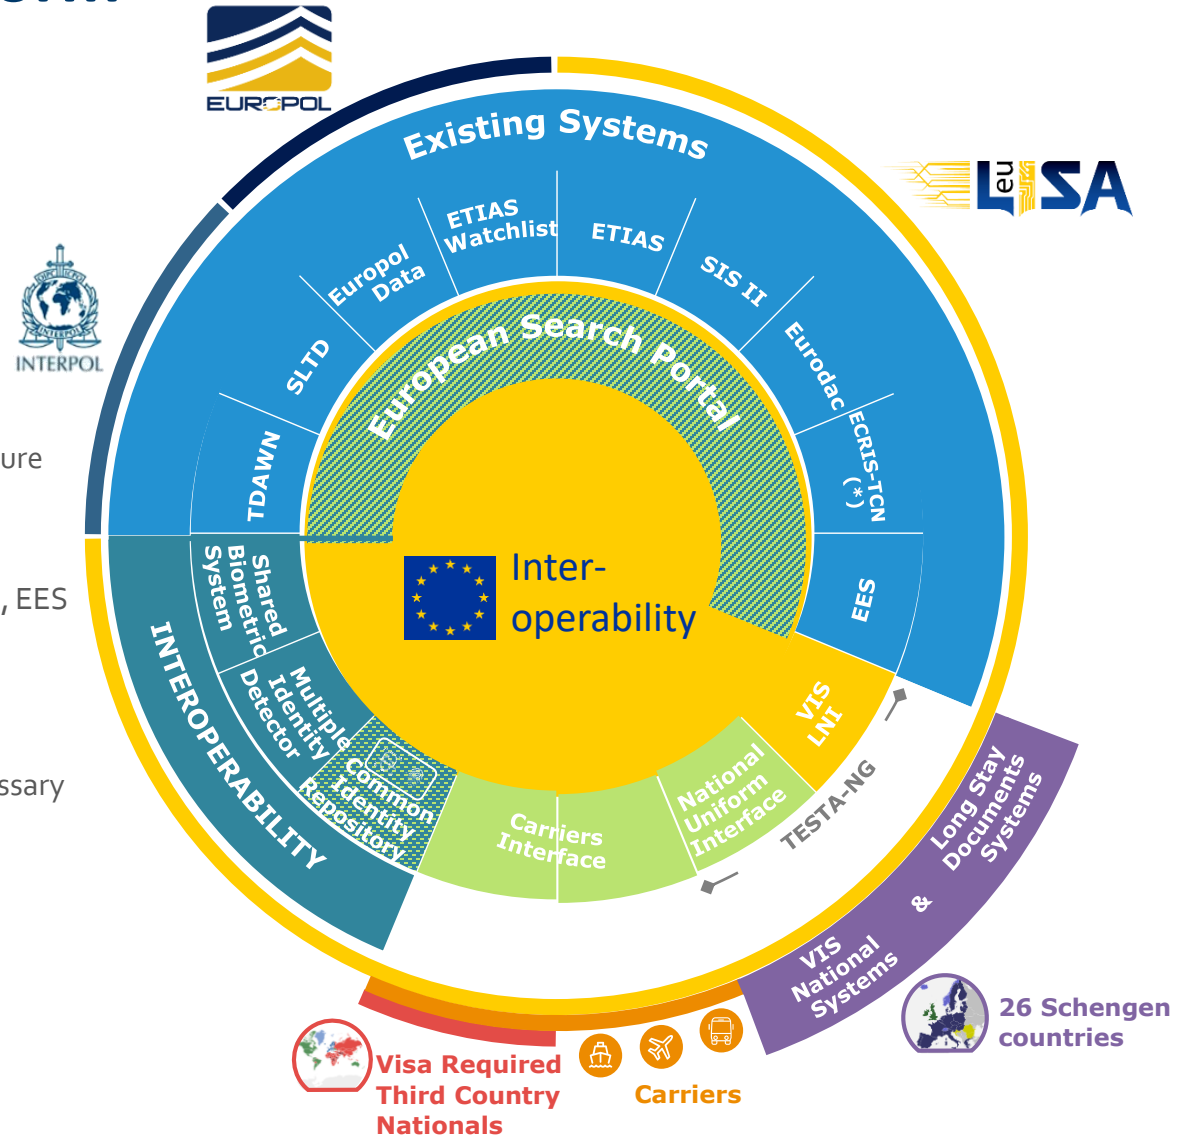 EUROPOL
Existing Systems
eu
LISA
ETIAS
Watchlist
ETIAS
Europol
Data
SIS II
INTERPOL
SLTD
Eurodac
European Search Portal
TDAWN
ECRIS-TCN
(*)
ure
Inter-
operability
EES
, EES
Shared
Biometric
System
INTEROPERABILITY
Multiple
Identity
Detector
VIS
LNI
ssary
Common
Identity
Repository
National
Uniform
Interface
TESTA-NG
Long Stay
Documents
Systems
Carriers
Interface
&
VIS
National
Systems
26 Schengen
countries
Visa Required
Third Country
Nationals
Carriers